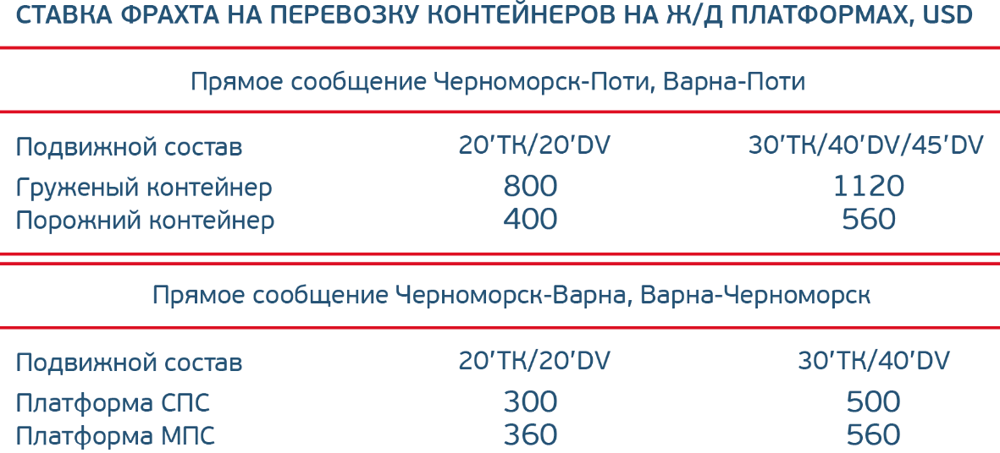 СТАВКА ФРАХТА НА ПЕРЕВОЗКУ КОНТЕЙНЕРОВ НА Ж/Д ПЛАТФОРМАХ, USD
Прямое сообщение Черноморск-Поти, Варна-Поти
Подвижной состав 20'ТК/20'DV 30'ТК/40'DV/45'DV
Груженый контейнер 800 1120
Порожний контейнер 400 560
Прямое сообщение Черноморск-Варна, Варна-Черноморск
Подвижной состав 20'ТК/20'DV 30'ТК/40'DV
Платформа СПС 300 500
Платформа МПС 360 560